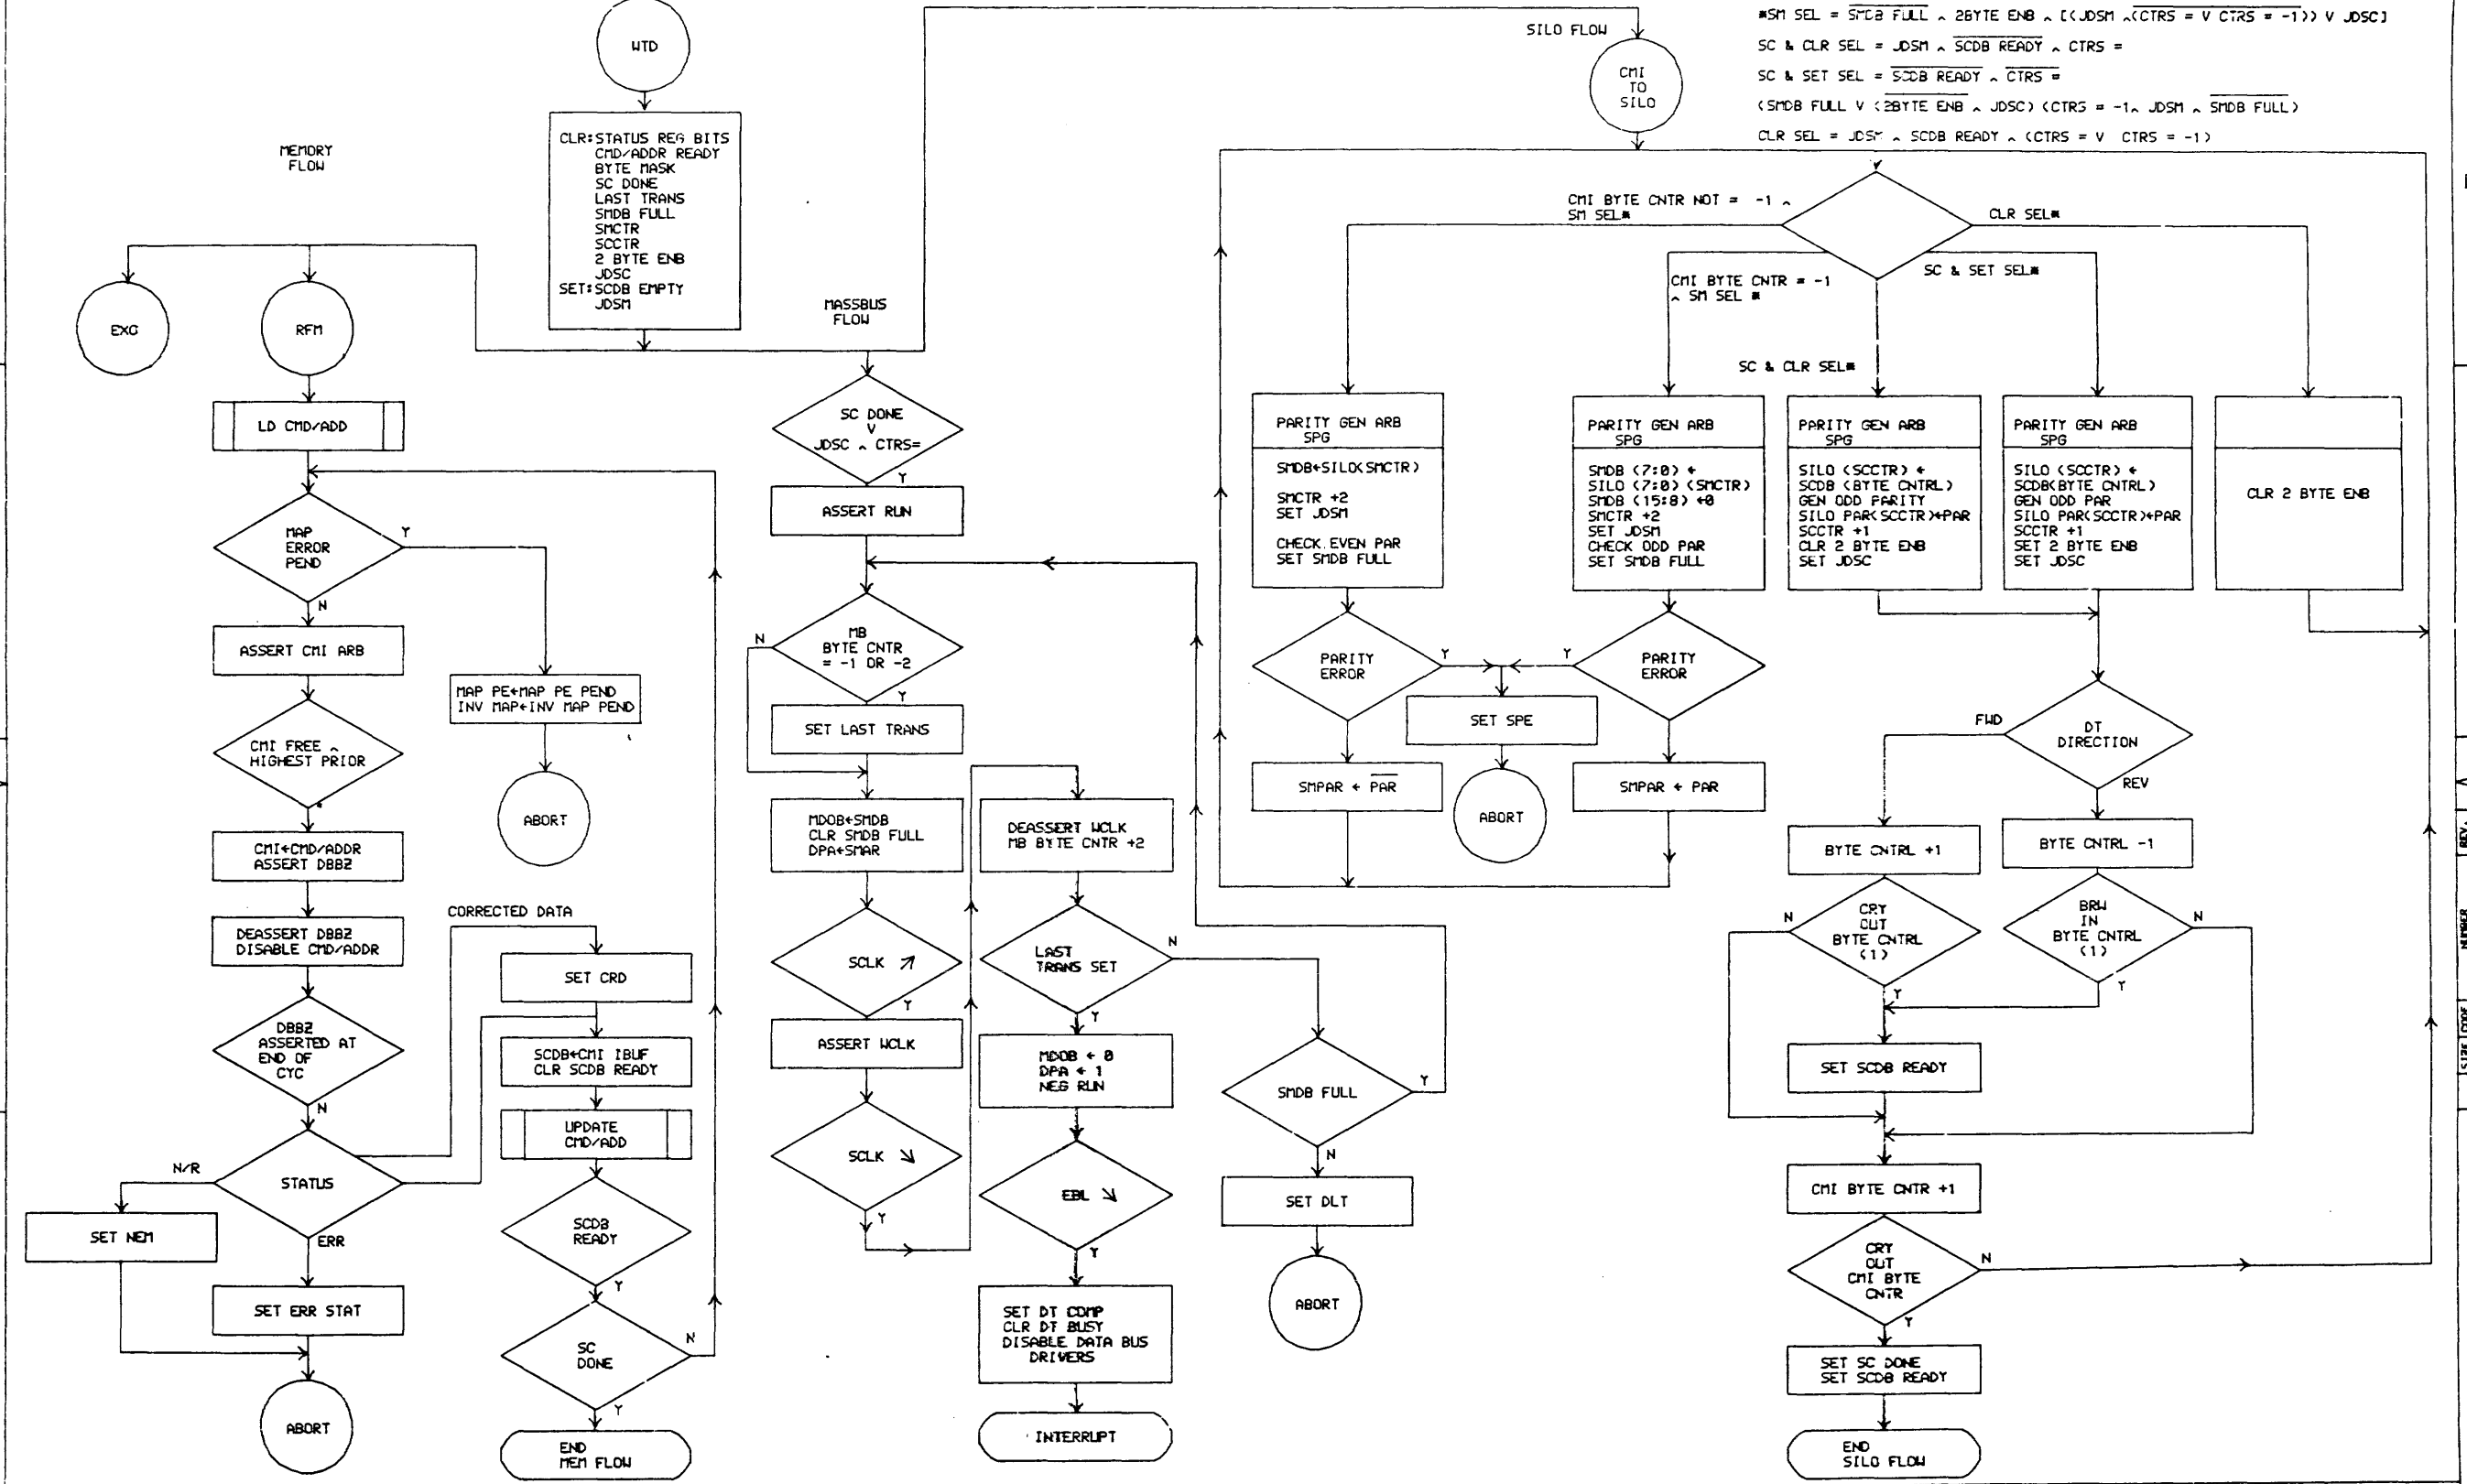 WTD
SILO FLOW
CMI
TO
SILO
*SM SEL = SMDB FULL ^ 2BYTE ENB ^ [(JDSM ^(CTRS = V CTRS = -1)) V JDSC]
SC & CLR SEL = JDSM ^ SCDB READY ^ CTRS =
SC & SET SEL = SCDB READY ^ CTRS =
(SMDB FULL V (2BYTE ENB ^ JDSC) (CTRS = -1^ JDSM ^ SMDB FULL)
CLR SEL = JDSM ^ SCDB READY ^ (CTRS = V CTRS = -1)
MEMORY
FLOW
CLR:STATUS REG BITS
CMD/ADDR READY
BYTE MASK
SC DONE
LAST TRANS
SMDB FULL
SMCTR
SCCTR
2 BYTE ENB
JDSC
SET:SCDB EMPTY
JDSM
MASSBUS
FLOW
EXG
RFM
LD CMD/ADD
MAP
ERROR
PEND
Y
N
ASSERT CMI ARB
MAP PE←MAP PE PEND
INV MAP←INV MAP PEND
ABORT
CMI FREE ^
HIGHEST PRIOR
CMI←CMD/ADDR
ASSERT DBBZ
DEASSERT DBBZ
DISABLE CMD/ADDR
DBBZ
ASSERTED AT
END OF
CYC
N
STATUS
N/R
ERR
SET NEM
SET ERR STAT
ABORT
CORRECTED DATA
SET CRD
SCDB←CMI IBUF
CLR SCDB READY
UPDATE
CMD/ADD
SCDB
READY
Y
SC
DONE
N
Y
END
MEM FLOW
SC DONE
V
JDSC ^ CTRS=
Y
ASSERT RUN
MB
BYTE CNTR
= -1 OR -2
N
Y
SET LAST TRANS
MDOB←SMDB
CLR SMDB FULL
DPA←SMAR
SCLK ↗
Y
ASSERT WCLK
SCLK ↘
Y
DEASSERT WCLK
MB BYTE CNTR +2
LAST
TRANS SET
N
Y
MDOB ← 0
DPA ← 1
NEG RUN
EBL ↘
Y
SET DT COMP
CLR DT BUSY
DISABLE DATA BUS
DRIVERS
INTERRUPT
SMDB FULL
Y
N
SET DLT
ABORT
CMI BYTE CNTR NOT = -1 ^
SM SEL*
CLR SEL*
CMI BYTE CNTR = -1
^ SM SEL *
SC & SET SEL*
SC & CLR SEL*
PARITY GEN ARB
SPG
SMDB←SILO(SMCTR)
SMCTR +2
SET JDSM
CHECK EVEN PAR
SET SMDB FULL
PARITY GEN ARB
SPG
SMDB (7:0) ←
SILO (7:0) (SMCTR)
SMDB (15:8) ←0
SMCTR +2
SET JDSM
CHECK ODD PAR
SET SMDB FULL
PARITY GEN ARB
SPG
SILO (SCCTR) ←
SCDB (BYTE CNTRL)
GEN ODD PARITY
SILO PAR(SCCTR)←PAR
SCCTR +1
CLR 2 BYTE ENB
SET JDSC
PARITY GEN ARB
SPG
SILO (SCCTR) ←
SCDB(BYTE CNTRL)
GEN ODD PAR
SILO PAR(SCCTR)←PAR
SCCTR +1
SET 2 BYTE ENB
SET JDSC
CLR 2 BYTE ENB
PARITY
ERROR
Y
Y
PARITY
ERROR
SET SPE
SMPAR ← PAR
ABORT
SMPAR ← PAR
DT
DIRECTION
FWD
REV
BYTE CNTRL +1
BYTE CNTRL -1
CRY
OUT
BYTE CNTRL
(1)
N
Y
BRW
IN
BYTE CNTRL
(1)
N
Y
SET SCDB READY
CMI BYTE CNTR +1
CRY
OUT
CMI BYTE
CNTR
N
Y
SET SC DONE
SET SCDB READY
END
SILO FLOW
REV.
NUMBER
SIZE CODE